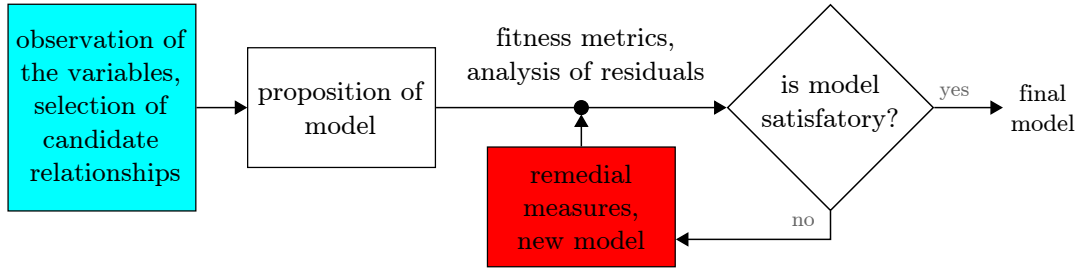 observation of
the variables,
selection of
candidate
relationships
proposition of
model
fitness metrics,
analysis of residuals
remedial
measures,
new model
is model
satisfatory?
yes
no
final
model